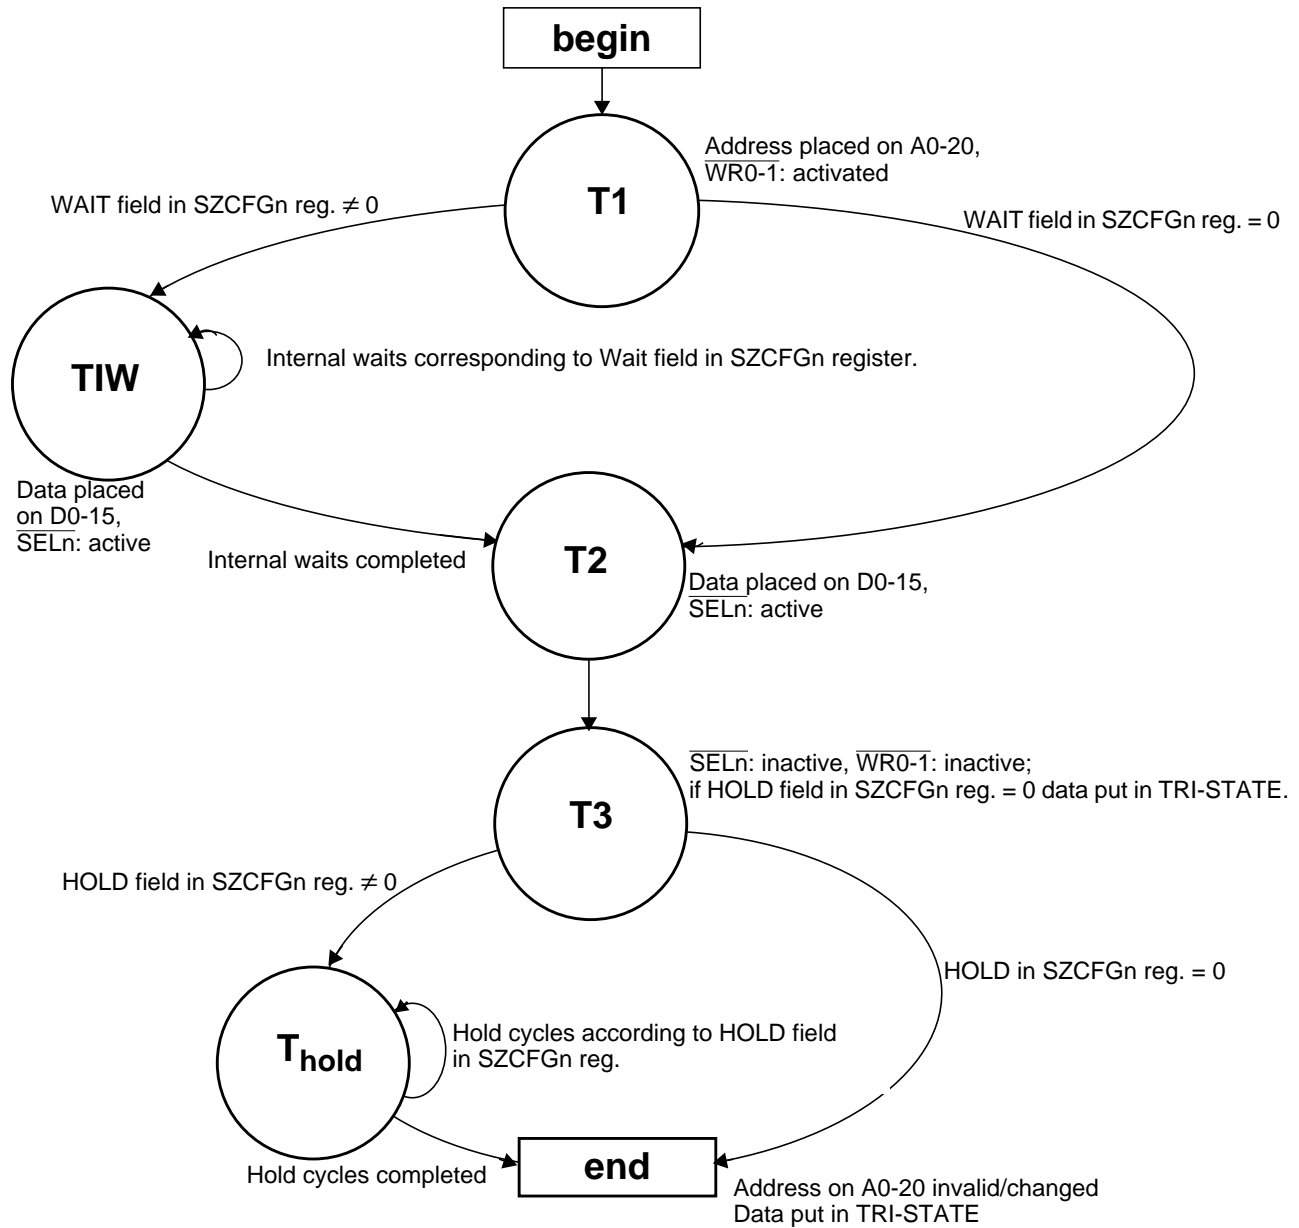 begin
T1
Address placed on A0-20,
WR0-1: activated
WAIT field in SZCFGn reg. ≠ 0
WAIT field in SZCFGn reg. = 0
TIW
Internal waits corresponding to Wait field in SZCFGn register.
Data placed
on D0-15,
SELn: active
Internal waits completed
T2
Data placed on D0-15,
SELn: active
T3
SELn: inactive, WR0-1: inactive;
if HOLD field in SZCFGn reg. = 0 data put in TRI-STATE.
HOLD field in SZCFGn reg. ≠ 0
HOLD in SZCFGn reg. = 0
Thold
Hold cycles according to HOLD field
in SZCFGn reg.
Hold cycles completed
end
Address on A0-20 invalid/changed
Data put in TRI-STATE